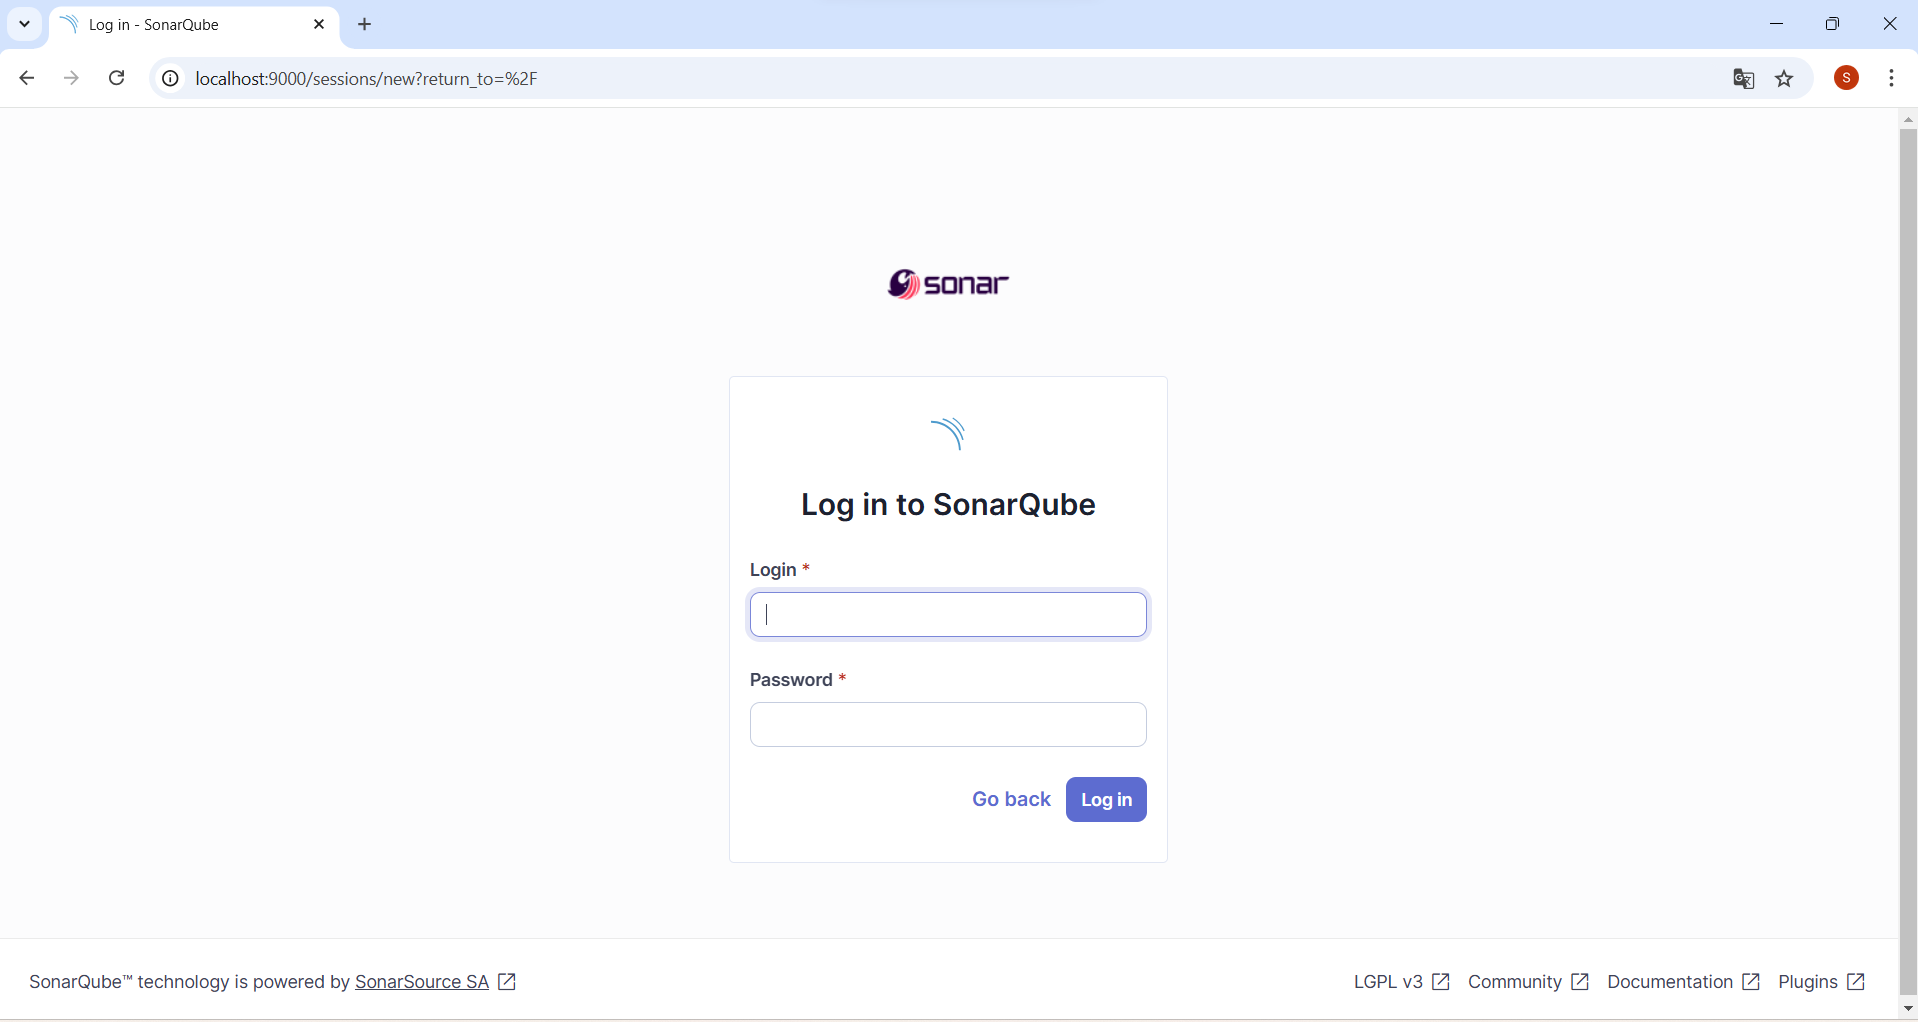 Log in - SonarQube
localhost:9000/sessions/new?return_to=%2F
S
sonar
Log in to SonarQube
Login *
Password *
Go back Log in
SonarQube™ technology is powered by SonarSource SA LGPL v3 Community Documentation Plugins